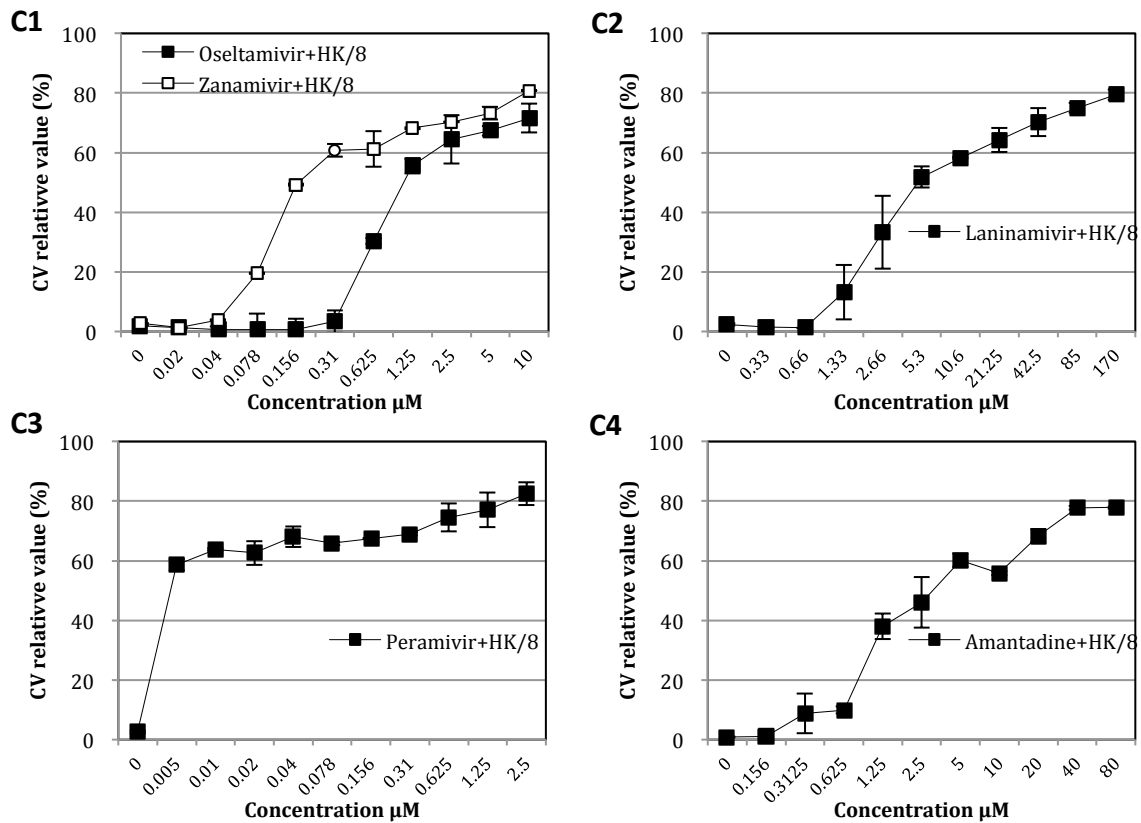 C1
CV relativve value (%)
100
80
60
40
20
0
Oseltamivir+HK/8
Zanamivir+HK/8
0 0.02 0.04 0.078 0.156 0.31 0.625 1.25 2.5 5 10
Concentration µM
C2
CV relativve value (%)
100
80
60
40
20
0
Laninamivir+HK/8
0 0.33 0.66 1.33 2.66 5.3 10.6 21.25 42.5 85 170
Concentration µM
C3
CV relativve value (%)
100
80
60
40
20
0
Peramivir+HK/8
0 0.005 0.01 0.02 0.04 0.078 0.156 0.31 0.625 1.25 2.5
Concentration µM
C4
CV relativve value (%)
100
80
60
40
20
0
Amantadine+HK/8
0 0.156 0.3125 0.625 1.25 2.5 5 10 20 40 80
Concentration µM